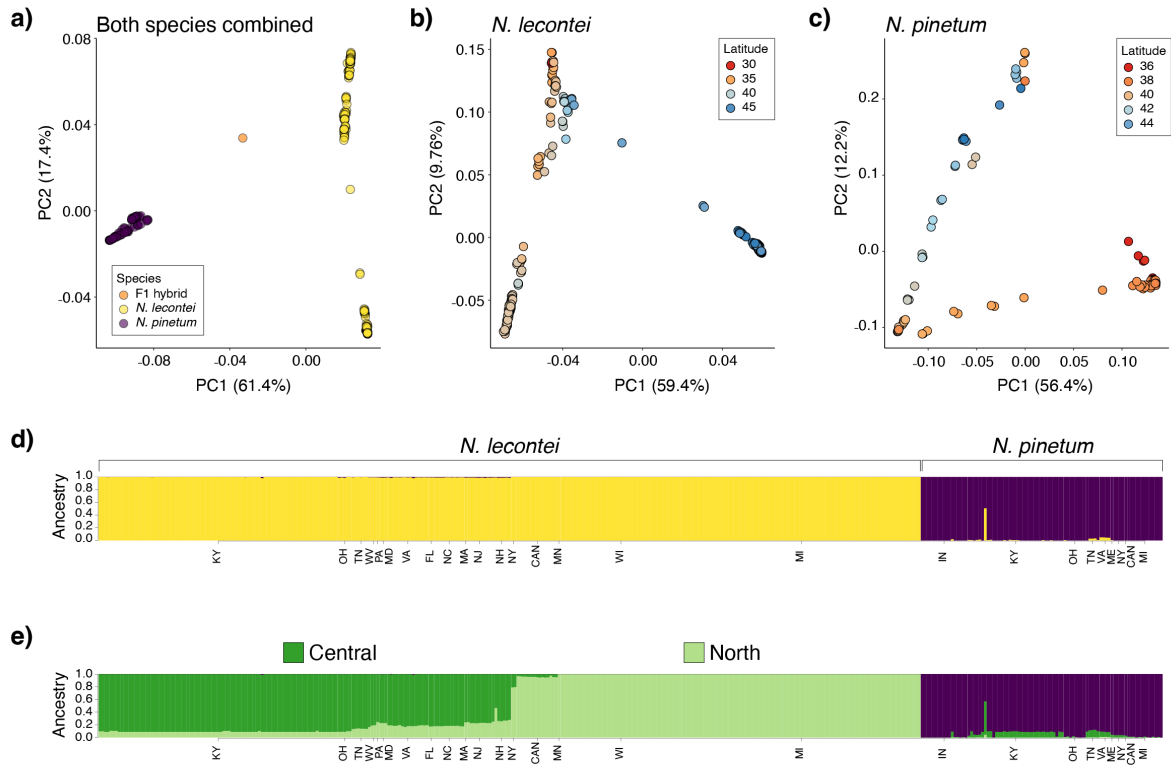 a) Both species combined
PC2 (17.4%)
0.08
0.04
0.00
-0.04
-0.08
-0.04
0.00
PC1 (61.4%)
Species
F1 hybrid
N. lecontei
N. pinetum
b) N. lecontei
PC2 (9.76%)
0.15
0.10
0.05
0.00
-0.05
-0.04
0.00
0.04
PC1 (59.4%)
Latitude
30
35
40
45
c) N. pinetum
PC2 (12.2%)
0.2
0.1
0.0
-0.1
-0.10
-0.05
0.00
0.05
0.10
PC1 (56.4%)
Latitude
36
38
40
42
44
d) N. lecontei N. pinetum
Ancestry
1.0
0.8
0.6
0.4
0.2
0.0
KY OH TN WV PA MD VA FL NC MA NJ NH NY CAN MN WI MI IN KY OH TN VA ME NY CAN MI
e) Central North
Ancestry
1.0
0.8
0.6
0.4
0.2
0.0
KY OH TN WV PA MD VA FL NC MA NJ NH NY CAN MN WI MI IN KY OH TN VA ME NY CAN MI